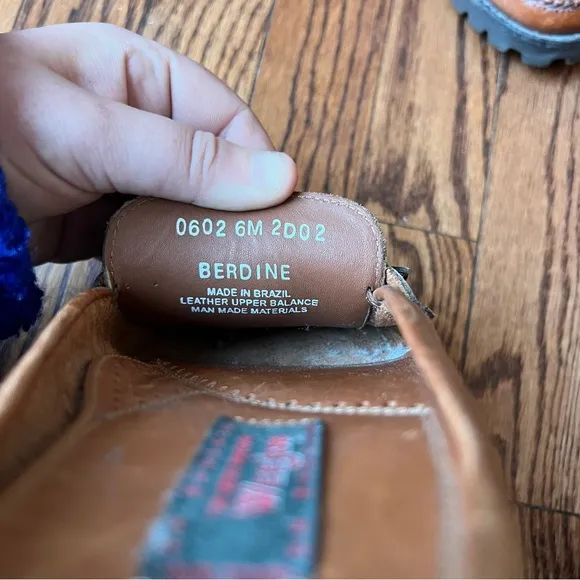 0602 6M 2D02
BERDINE
MADE IN BRAZIL
LEATHER UPPER BALANCE
MAN MADE MATERIALS